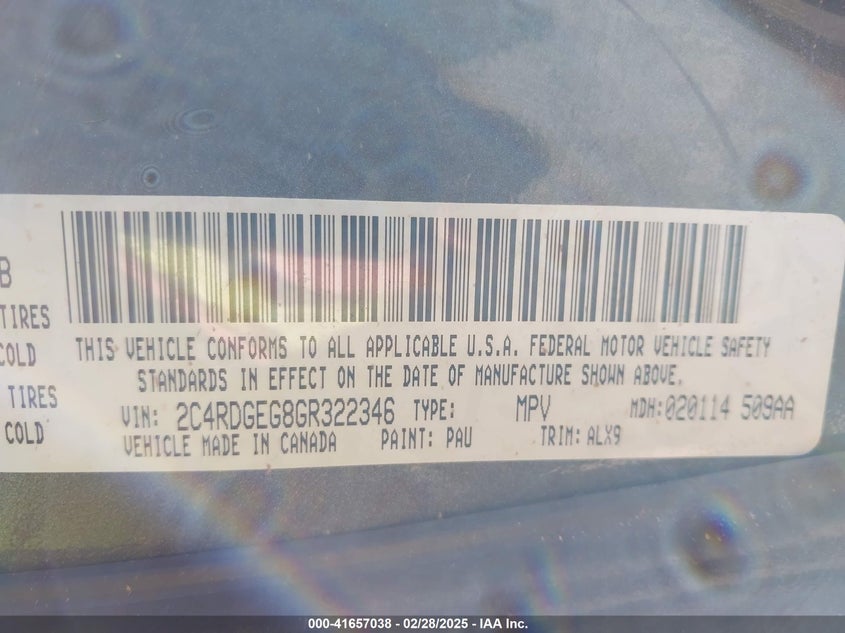 B
TIRES
COLD
TIRES
COLD
THIS VEHICLE CONFORMS TO ALL APPLICABLE U.S.A. FEDERAL MOTOR VEHICLE SAFETY
STANDARDS IN EFFECT ON THE DATE OF MANUFACTURE SHOWN ABOVE.
VIN: 2C4RDGEG8GR322346 TYPE: MPV MDH:020114 509AA
VEHICLE MADE IN CANADA PAINT: PAU TRIM: ALX9
000-41657038 - 02/28/2025 - IAA Inc.